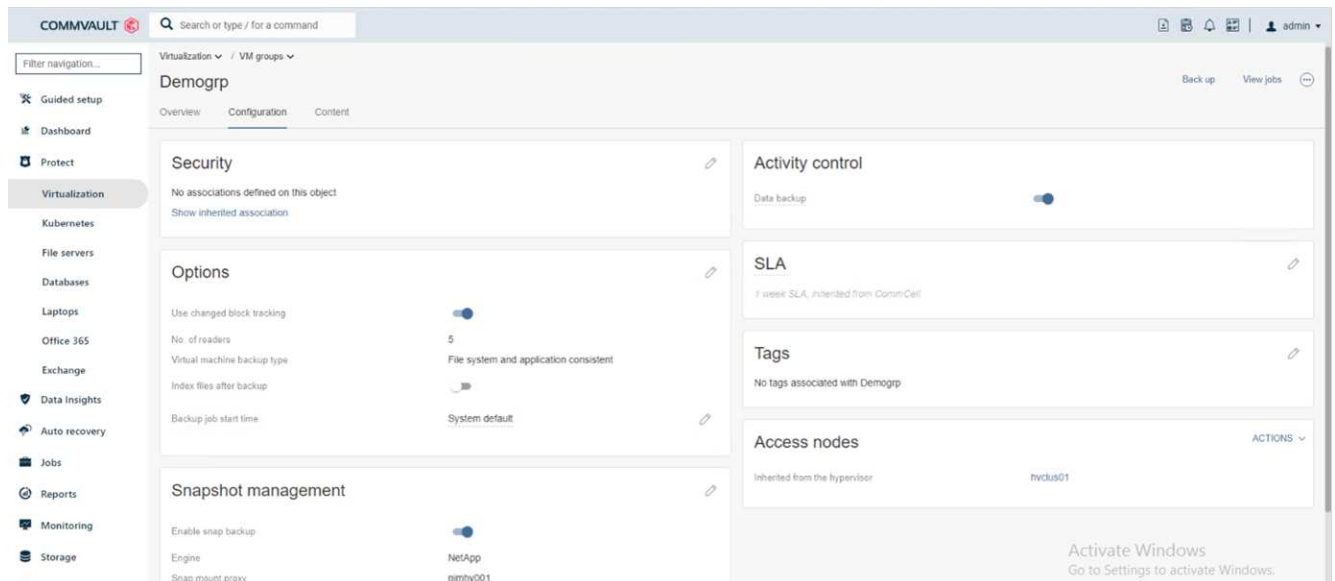 COMMVAULT
Search or type / for a command
admin
Filter navigation...
Guided setup
Dashboard
Protect
Virtualization
Kubernetes
File servers
Databases
Laptops
Office 365
Exchange
Data Insights
Auto recovery
Jobs
Reports
Monitoring
Storage
Virtualization / VM groups
Demogrp
Back up View jobs
Overview Configuration Content
Security
No associations defined on this object
Show inherited association
Options
Use changed block tracking
No. of readers 5
Virtual machine backup type File system and application consistent
Index files after backup
Backup job start time System default
Snapshot management
Enable snap backup
Engine NetApp
Snap mount proxy nimhv001
Activity control
Data backup
SLA
1 week SLA, inherited from CommCell
Tags
No tags associated with Demogrp
Access nodes ACTIONS
Inherited from the hypervisor hvclus01
Activate Windows
Go to Settings to activate Windows.